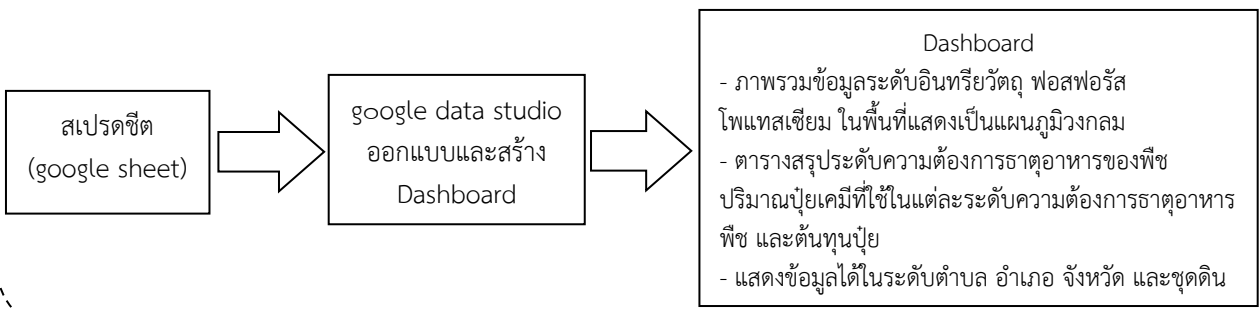 สเปรดชีต
(google sheet)
google data studio
ออกแบบและสร้าง
Dashboard
Dashboard
- ภาพรวมข้อมูลระดับอินทรียวัตถุ ฟอสฟอรัส
โพแทสเซียม ในพื้นที่แสดงเป็นแผนภูมิวงกลม
- ตารางสรุประดับความต้องการธาตุอาหารของพืช
ปริมาณปุ๋ยเคมีที่ใช้ในแต่ละระดับความต้องการธาตุอาหาร
พืช และต้นทุนปุ๋ย
- แสดงข้อมูลได้ในระดับตำบล อำเภอ จังหวัด และชุดดิน